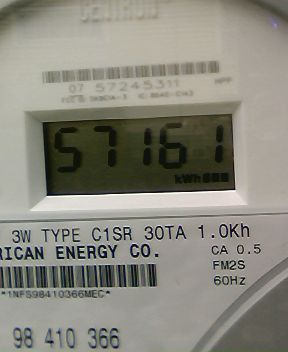 CENTRON
07 57245311
57161
kWh
3W TYPE C1SR 30TA 1.0Kh
RICAN ENERGY CO. CA 0.5
FM2S
*1NFS98410366MEC* 60Hz
98 410 366